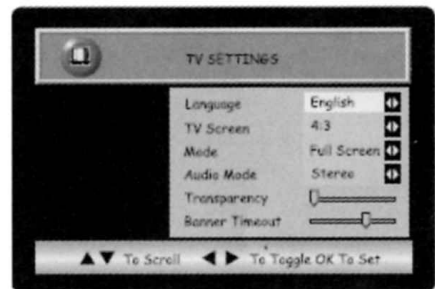 TV SETTINGS
Language English
TV Screen 4:3
Mode Full Screen
Audio Mode Stereo
Transparency
Banner Timeout
▲▼ To Scroll ◀ ▶ To Toggle OK To Set